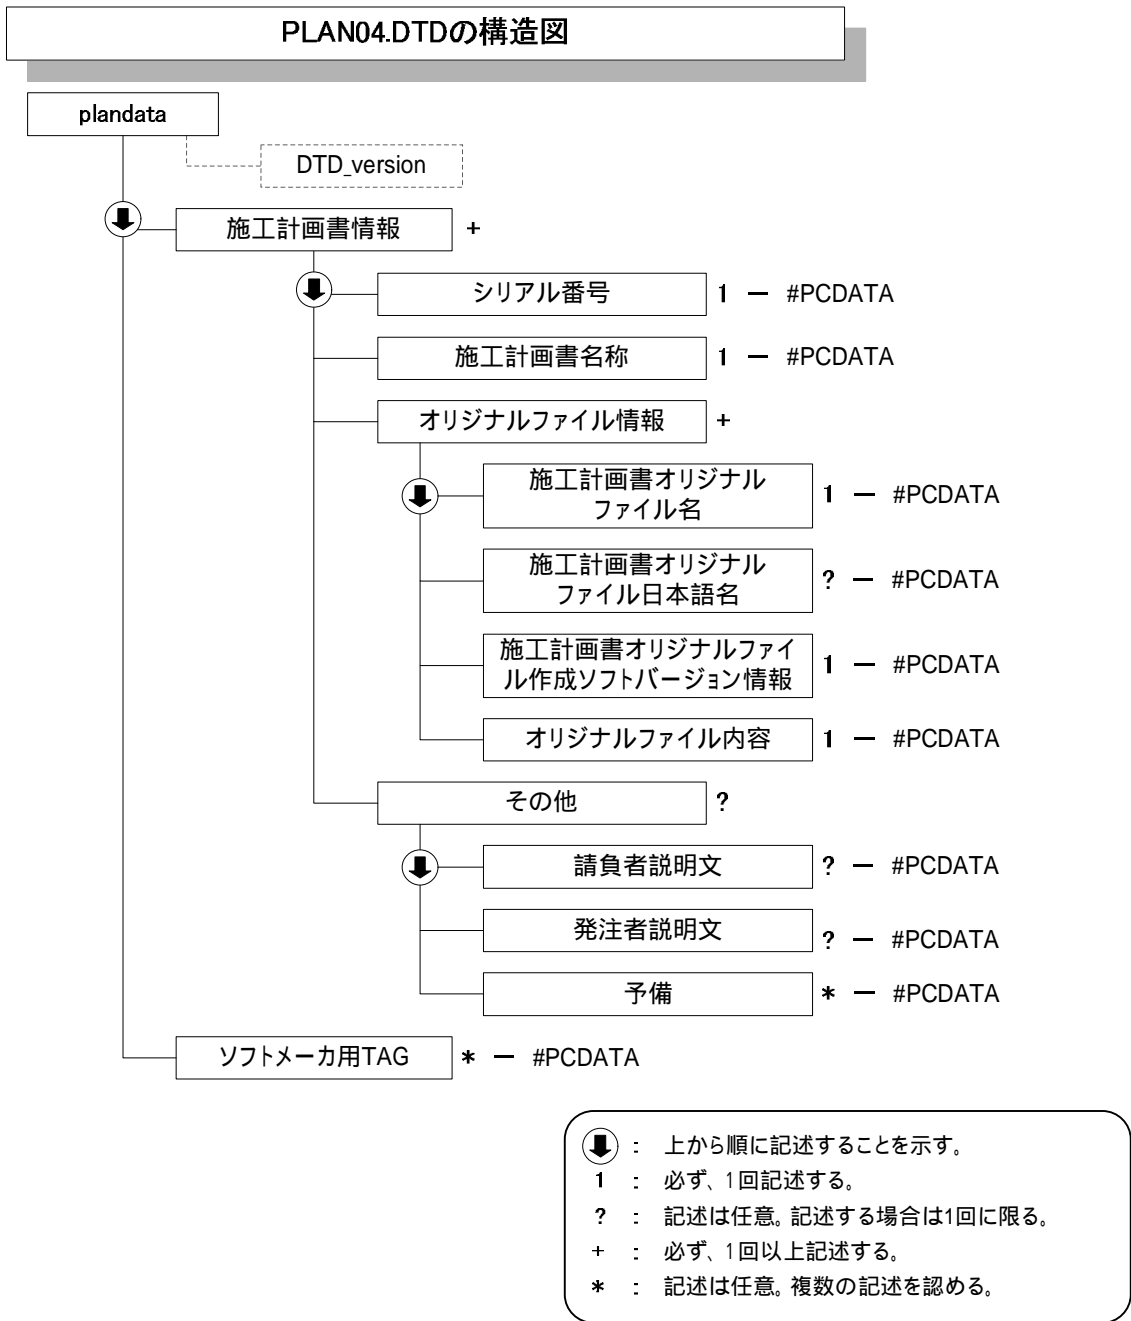 PLAN04.DTDの構造図
plandata
DTD_version
施工計画書情報 +
シリアル番号 1 ー #PCDATA
施工計画書名称 1 ー #PCDATA
オリジナルファイル情報 +
施工計画書オリジナル
ファイル名 1 ー #PCDATA
施工計画書オリジナル
ファイル日本語名 ? ー #PCDATA
施工計画書オリジナルファイ
ル作成ソフトバージョン情報 1 ー #PCDATA
オリジナルファイル内容 1 ー #PCDATA
その他 ?
請負者説明文 ? ー #PCDATA
発注者説明文 ? ー #PCDATA
予備 * ー #PCDATA
ソフトメーカ用TAG * ー #PCDATA
： 上から順に記述することを示す。
1 ： 必ず、1回記述する。
? ： 記述は任意。記述する場合は1回に限る。
+ ： 必ず、1回以上記述する。
* ： 記述は任意。複数の記述を認める。